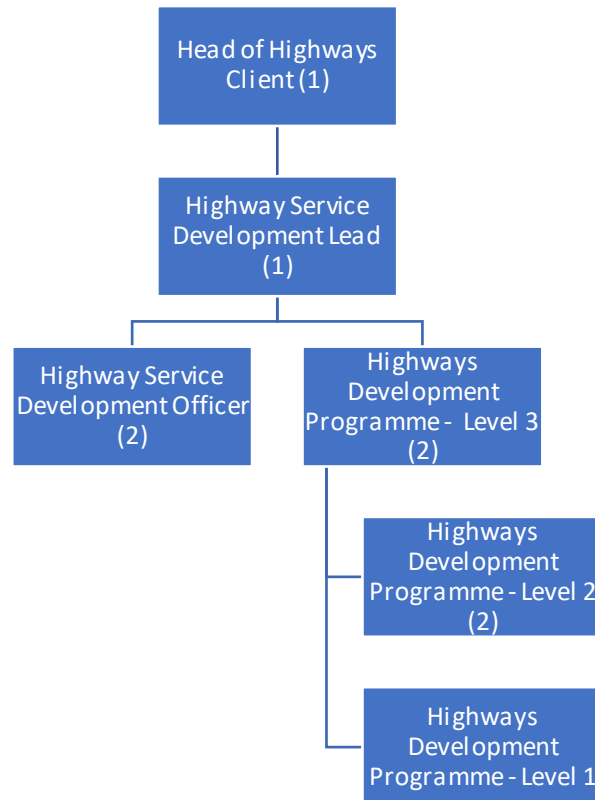 Head of Highways
Client (1)
Highway Service
Development Lead
(1)
Highway Service
Development Officer
(2)
Highways
Development
Programme - Level 3
(2)
Highways
Development
Programme - Level 2
(2)
Highways
Development
Programme - Level 1